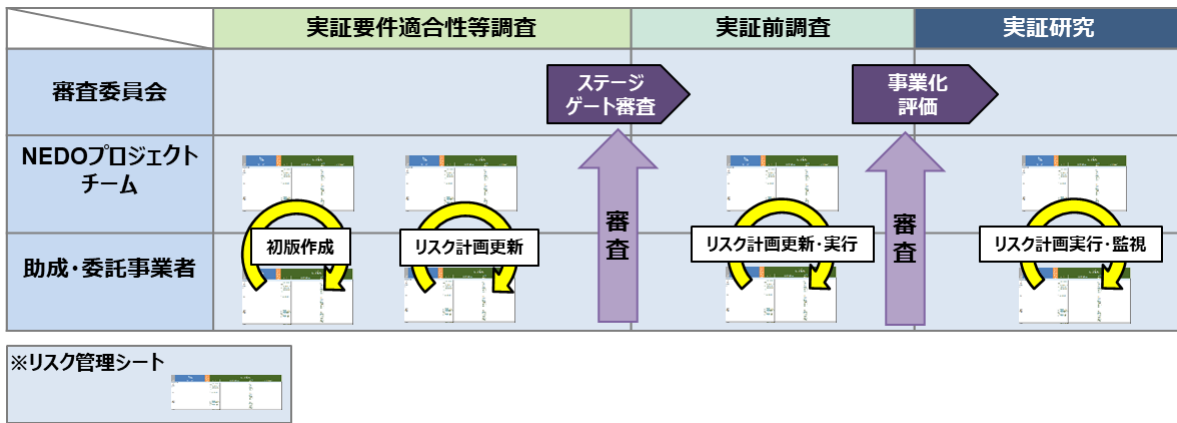 実証要件適合性等調査
実証前調査
実証研究
審査委員会
ステージ
ゲート審査
事業化
評価
NEDOプロジェクト
チーム
助成・委託事業者
初版作成
リスク計画更新
審査
リスク計画更新・実行
審査
リスク計画実行・監視
※リスク管理シート